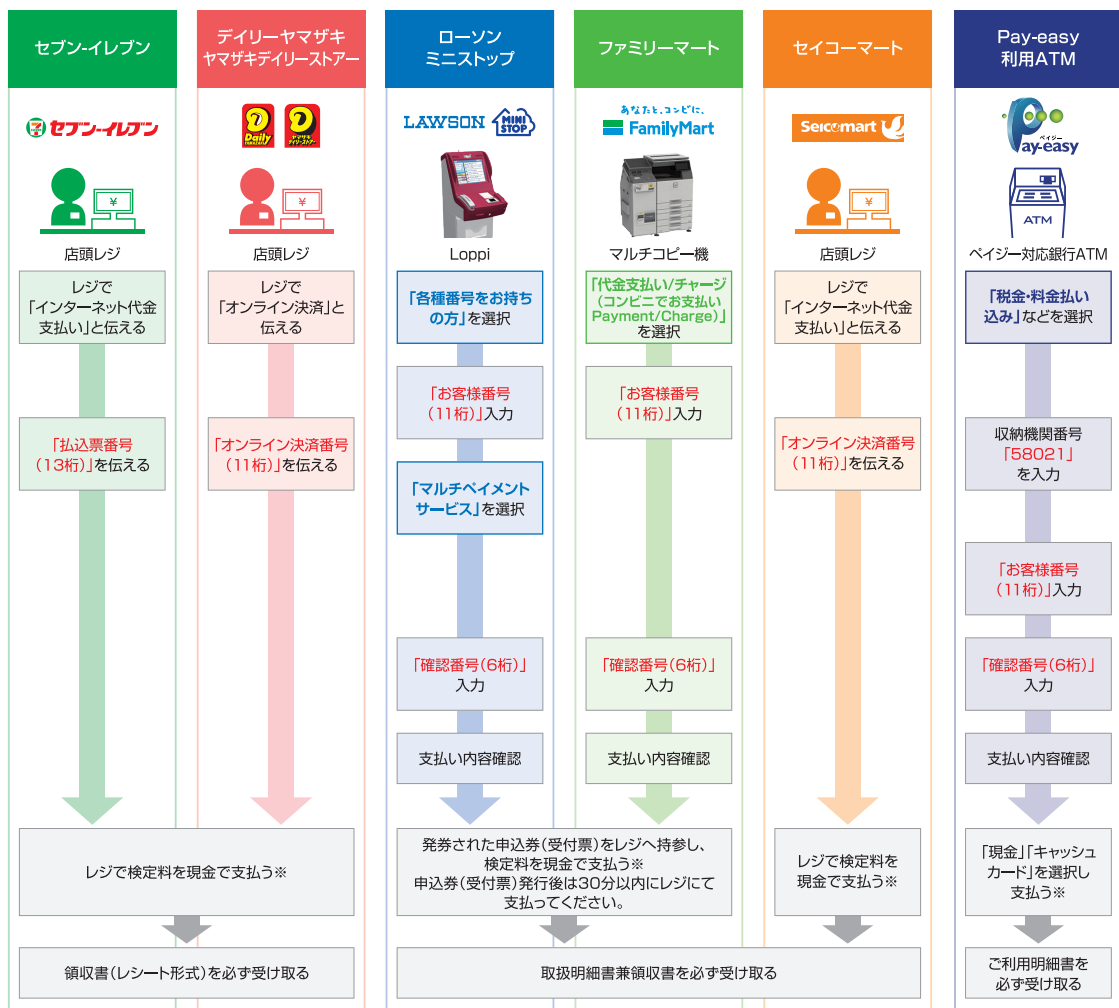 セブン-イレブン
デイリーヤマザキ
ヤマザキデイリーストアー
ローソン
ミニストップ
ファミリーマート
セイコーマート
Pay-easy
利用ATM
セブン-イレブン
Daily
YAMAZAKI
ヤマザキ
デイリーストアー
LAWSON
MINI
STOP
あなたと、コンビに、
FamilyMart
Seicomart
ペイジー
Pay-easy
¥
¥
¥
ATM
店頭レジ
店頭レジ
Loppi
マルチコピー機
店頭レジ
ペイジー対応銀行ATM
レジで
「インターネット代金
支払い」と伝える
レジで
「オンライン決済」と
伝える
「各種番号をお持ち
の方」を選択
「代金支払い/チャージ
(コンビニでお支払い
Payment/Charge)」
を選択
レジで
「インターネット代金
支払い」と伝える
「税金・料金払い
込み」などを選択
「お客様番号
(11桁)」入力
「お客様番号
(11桁)」入力
「払込票番号
(13桁)」を伝える
「オンライン決済番号
(11桁)」を伝える
「マルチペイメント
サービス」を選択
「オンライン決済番号
(11桁)」を伝える
収納機関番号
「58021」
を入力
「お客様番号
(11桁)」入力
「確認番号(6桁)」
入力
「確認番号(6桁)」
入力
「確認番号(6桁)」
入力
支払い内容確認
支払い内容確認
支払い内容確認
レジで検定料を現金で支払う※
発券された申込券(受付票)をレジへ持参し、
検定料を現金で支払う※
申込券(受付票)発行後は30分以内にレジにて
支払ってください。
レジで検定料を
現金で支払う※
「現金」「キャッシュ
カード」を選択し
支払う※
領収書(レシート形式)を必ず受け取る
取扱明細書兼領収書を必ず受け取る
ご利用明細書を
必ず受け取る